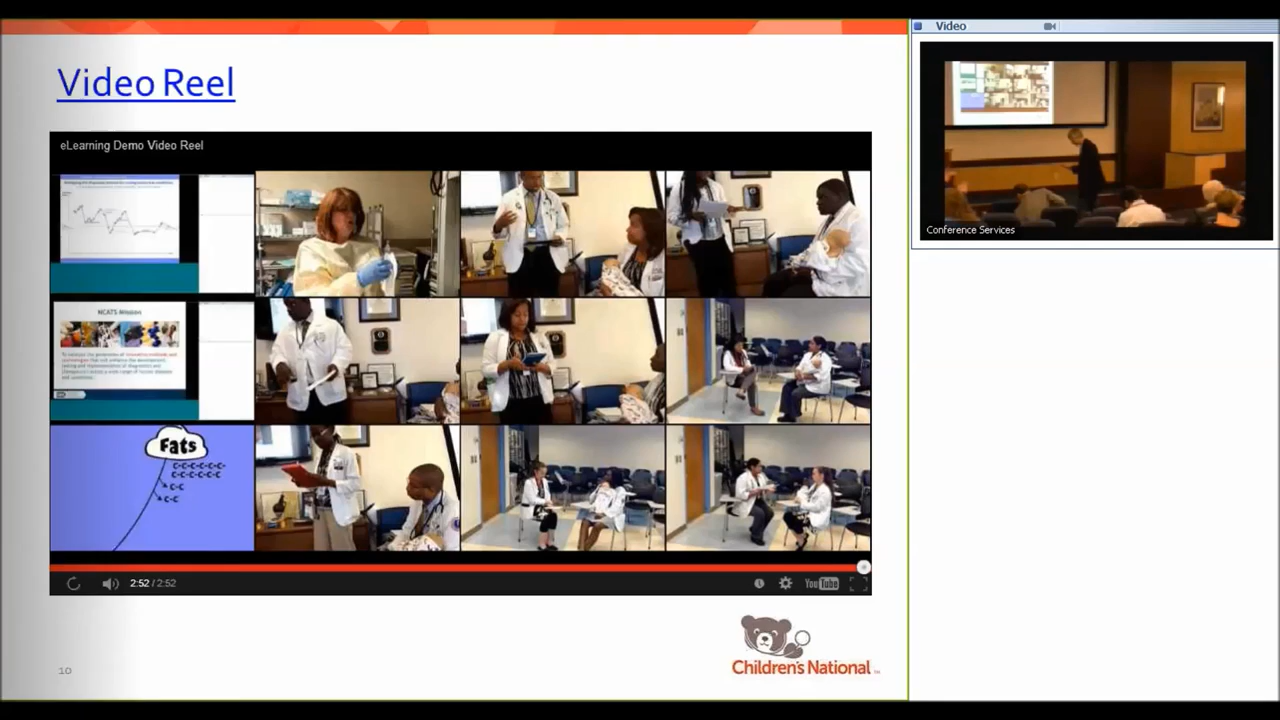 Video Reel
eLearning Demo Video Reel
NCATS Mission
Fats
C-C-C-C-C-C-
C-C-C-C-C-C
C-C
C-C
2:52 / 2:52
YouTube
Children's National
10
Video
Conference Services